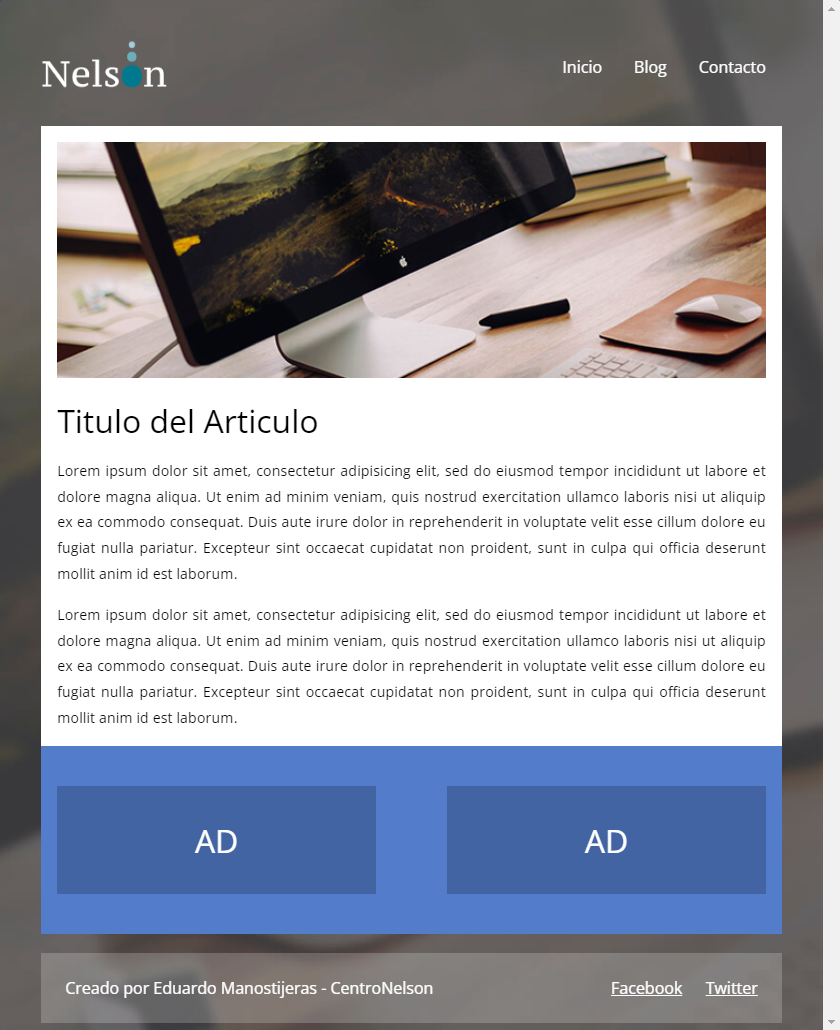 Nelson
Inicio Blog Contacto
Titulo del Articulo
Lorem ipsum dolor sit amet, consectetur adipisicing elit, sed do eiusmod tempor incididunt ut labore et
dolore magna aliqua. Ut enim ad minim veniam, quis nostrud exercitation ullamco laboris nisi ut aliquip
ex ea commodo consequat. Duis aute irure dolor in reprehenderit in voluptate velit esse cillum dolore eu
fugiat nulla pariatur. Excepteur sint occaecat cupidatat non proident, sunt in culpa qui officia deserunt
mollit anim id est laborum.
Lorem ipsum dolor sit amet, consectetur adipisicing elit, sed do eiusmod tempor incididunt ut labore et
dolore magna aliqua. Ut enim ad minim veniam, quis nostrud exercitation ullamco laboris nisi ut aliquip
ex ea commodo consequat. Duis aute irure dolor in reprehenderit in voluptate velit esse cillum dolore eu
fugiat nulla pariatur. Excepteur sint occaecat cupidatat non proident, sunt in culpa qui officia deserunt
mollit anim id est laborum.
AD AD
Creado por Eduardo Manostijeras - CentroNelson Facebook Twitter